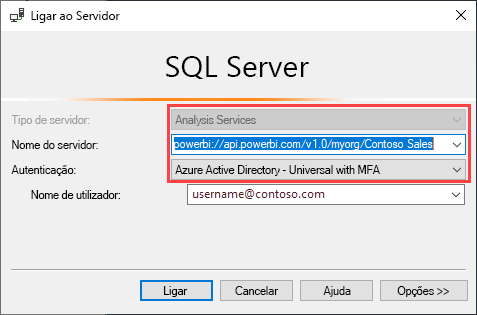 Ligar ao Servidor
SQL Server
Tipo de servidor: Analysis Services
Nome do servidor: powerbi://api.powerbi.com/v1.0/myorg/Contoso Sales
Autenticação: Azure Active Directory - Universal with MFA
Nome de utilizador: username@contoso.com
Ligar Cancelar Ajuda Opções >>